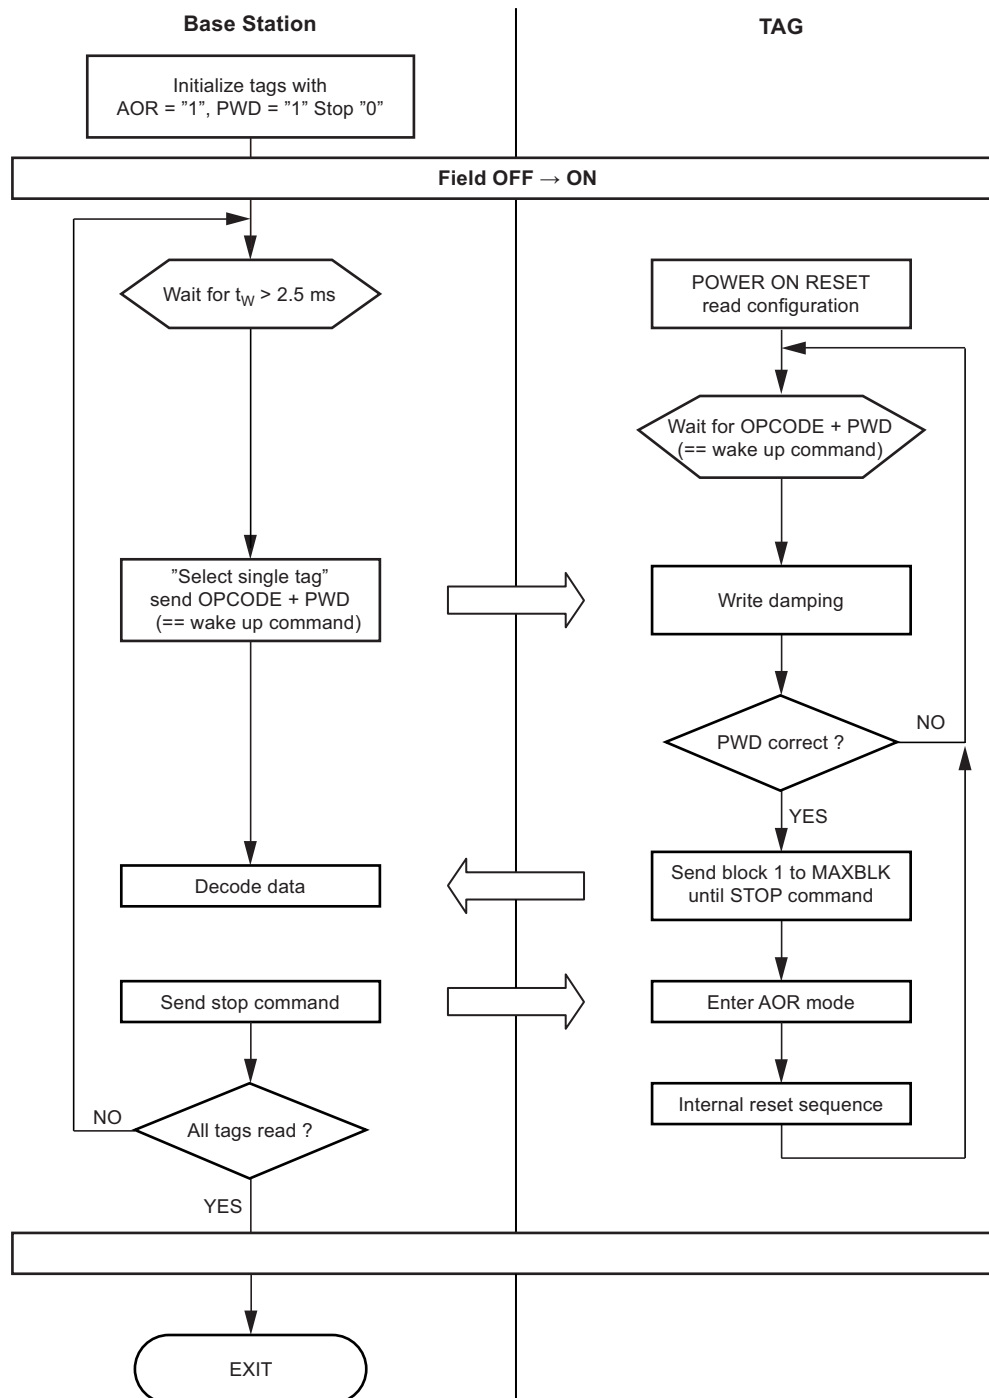 Base Station
TAG
Initialize tags with
AOR = ”1”, PWD = ”1” Stop ”0”
Field OFF → ON
Wait for tW > 2.5 ms
POWER ON RESET
read configuration
Wait for OPCODE + PWD
(== wake up command)
”Select single tag”
send OPCODE + PWD
(== wake up command)
Write damping
PWD correct ?
NO
YES
Decode data
Send block 1 to MAXBLK
until STOP command
Send stop command
Enter AOR mode
All tags read ?
NO
YES
Internal reset sequence
EXIT